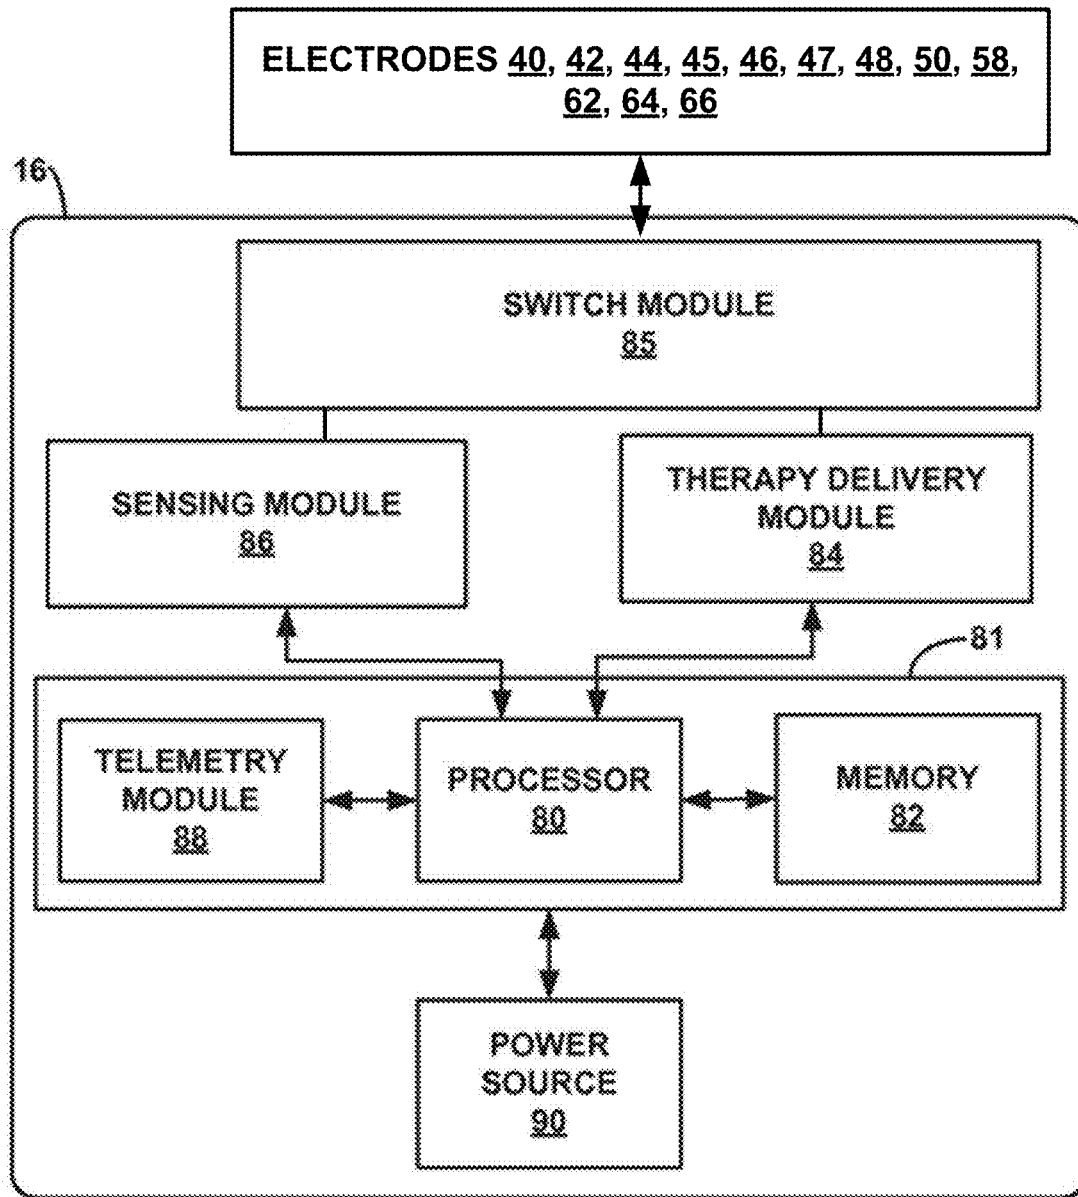 ELECTRODES 40, 42, 44, 45, 46, 47, 48, 50, 58,
62, 64, 66
16
SWITCH MODULE
85
SENSING MODULE
86
THERAPY DELIVERY
MODULE
84
81
TELEMETRY
MODULE
88
PROCESSOR
80
MEMORY
82
POWER
SOURCE
90